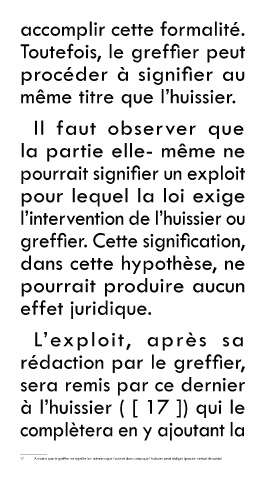 accomplir cette formalité.
Toutefois, le greffier peut
procéder à signifier au
même titre que l'huissier.
Il faut observer que
la partie elle- même ne
pourrait signifier un exploit
pour lequel la loi exige
l'intervention de l'huissier ou
greffier. Cette signification,
dans cette hypothèse, ne
pourrait produire aucun
effet juridique.
L'exploit, après sa
rédaction par le greffier,
sera remis par ce dernier
à l'huissier ( [ 17 ]) qui le
complètera en y ajoutant la